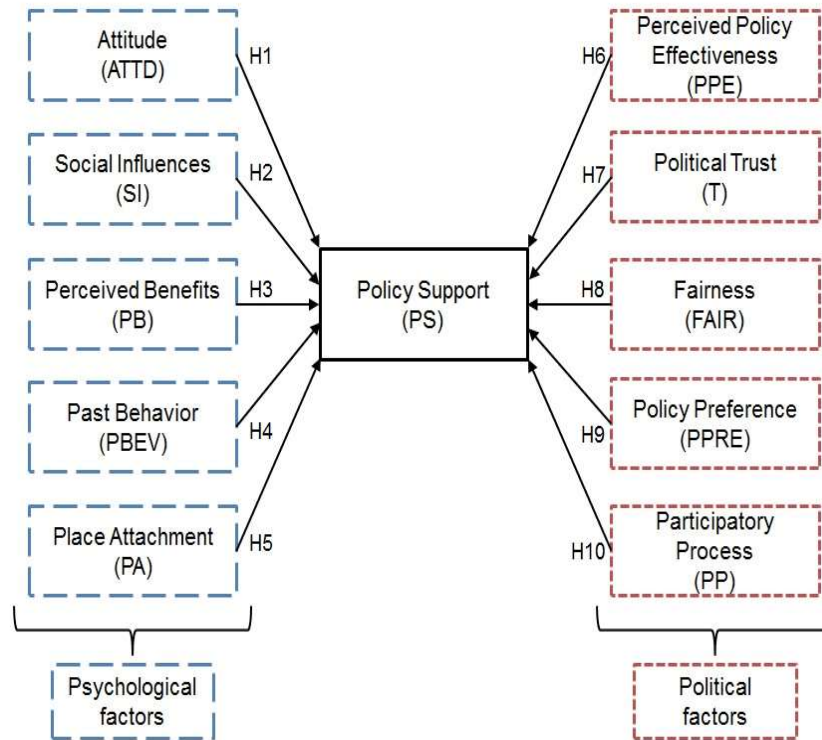 Attitude
(ATTD)
H1
Social Influences
(SI)
H2
Perceived Benefits
(PB)
H3
Past Behavior
(PBEV)
H4
Place Attachment
(PA)
H5
Psychological
factors
Policy Support
(PS)
H6
Perceived Policy
Effectiveness
(PPE)
H7
Political Trust
(T)
H8
Fairness
(FAIR)
H9
Policy Preference
(PPRE)
H10
Participatory
Process
(PP)
Political
factors